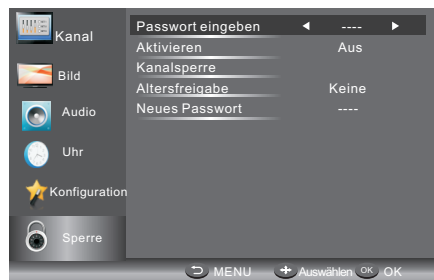 Kanal
Bild
Audio
Uhr
Konfiguration
Sperre
Passwort eingeben ◄ ---- ►
Aktivieren Aus
Kanalsperre
Altersfreigabe Keine
Neues Passwort ----
MENU Auswählen OK OK